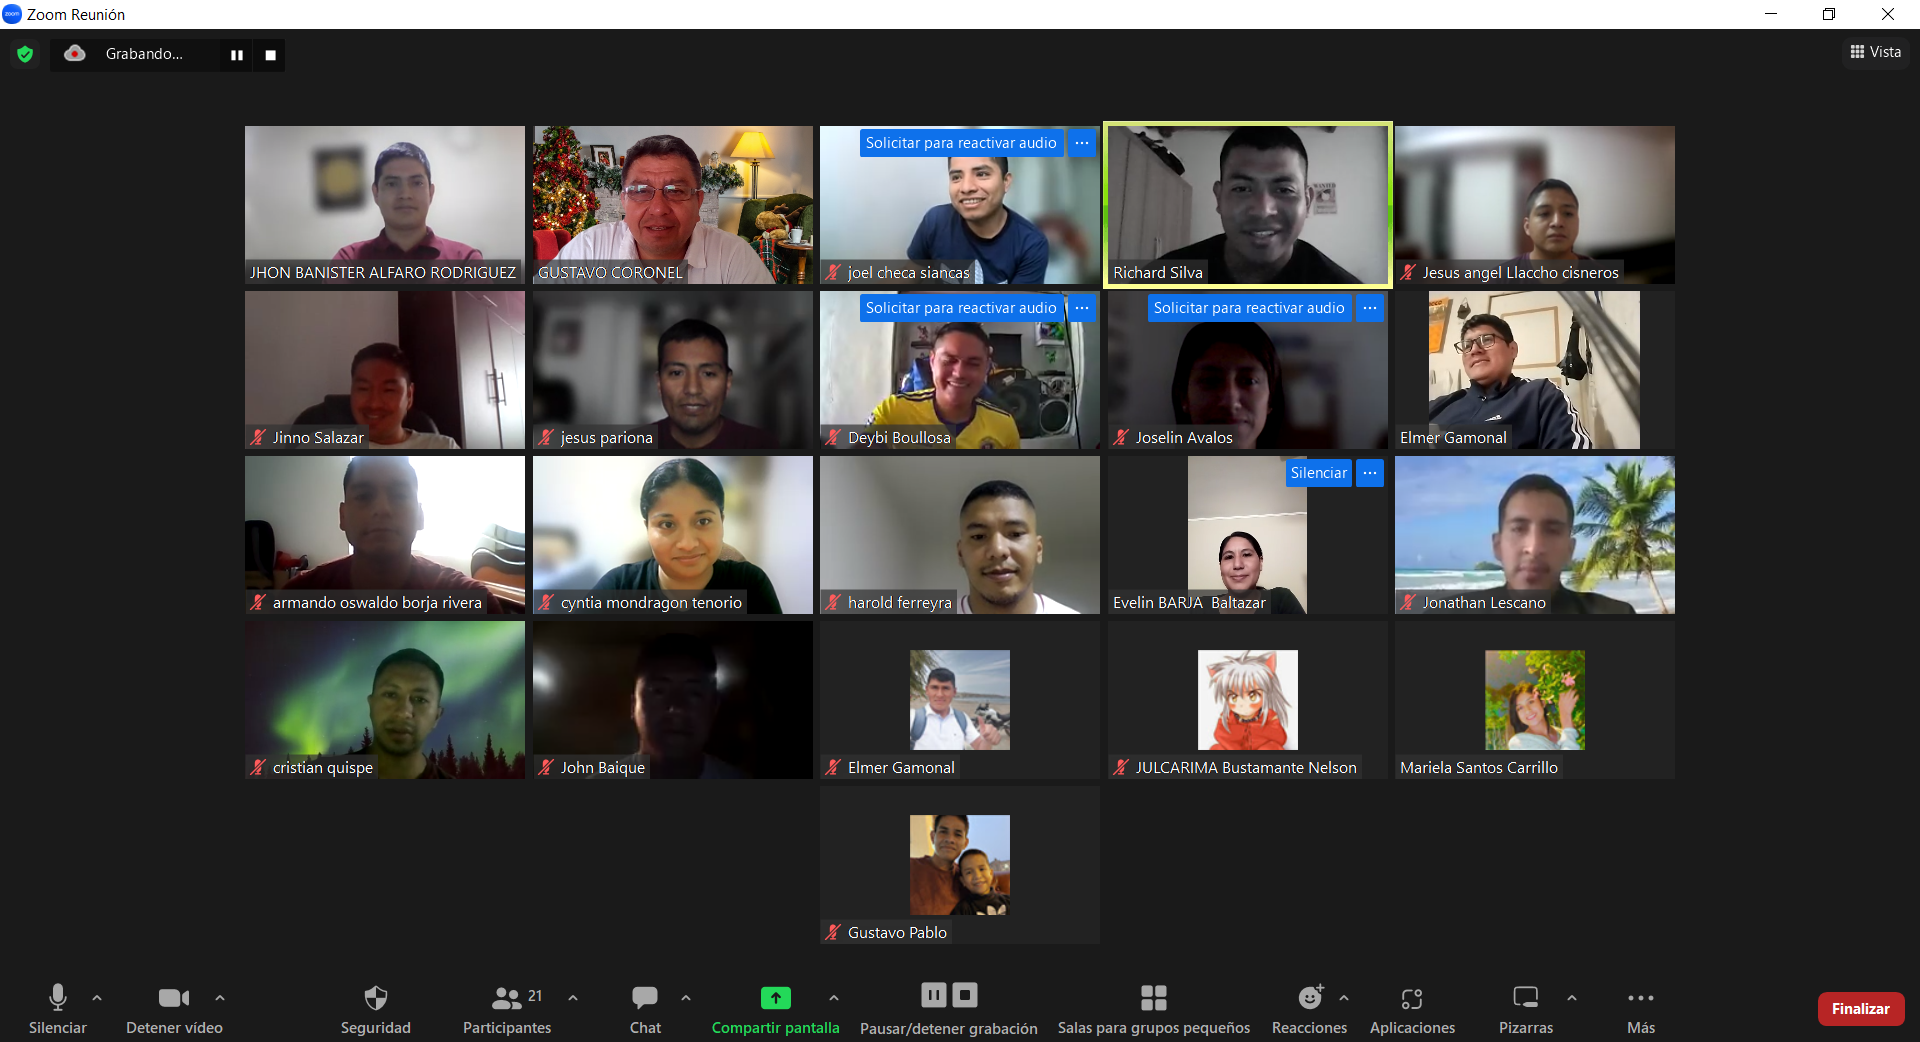 zoom
Zoom Reunión
Grabando...
Vista
Solicitar para reactivar audio
WANTED
JHON BANISTER ALFARO RODRIGUEZ
GUSTAVO CORONEL
joel checa siancas
Richard Silva
Jesus angel Llaccho cisneros
Solicitar para reactivar audio
Solicitar para reactivar audio
Jinno Salazar
jesus pariona
Deybi Boullosa
Joselin Avalos
Elmer Gamonal
Silenciar
armando oswaldo borja rivera
cyntia mondragon tenorio
harold ferreyra
Evelin BARJA Baltazar
Jonathan Lescano
cristian quispe
John Baique
Elmer Gamonal
JULCARIMA Bustamante Nelson
Mariela Santos Carrillo
Gustavo Pablo
21
Silenciar
Detener vídeo
Seguridad
Participantes
Chat
Compartir pantalla
Pausar/detener grabación
Salas para grupos pequeños
Reacciones
Aplicaciones
Pizarras
Más
Finalizar